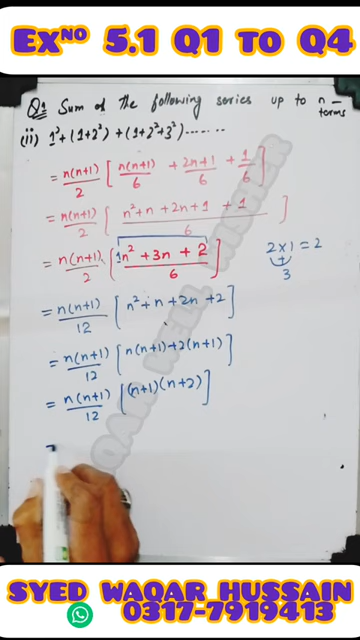 Exᴺᴼ 5.1 Q1 TO Q4
Q1 Sum of the following series up to n-terms
(ii) 1² + (1+2²) + (1+2²+3²).......
= n(n+1)/2 [ n(n+1)/6 + 2n+1/6 + 1/6 ]
= n(n+1)/2 [ n²+n+2n+1+1/6 ]
= n(n+1)/2 [ 1n²+3n+2/6 ]
2×1=2
+
3
= n(n+1)/12 [ n²+n+2n+2 ]
= n(n+1)/12 [ n(n+1)+2(n+1) ]
= n(n+1)/12 [ (n+1)(n+2) ]
SYED WAQAR HUSSAIN
0317-7919413